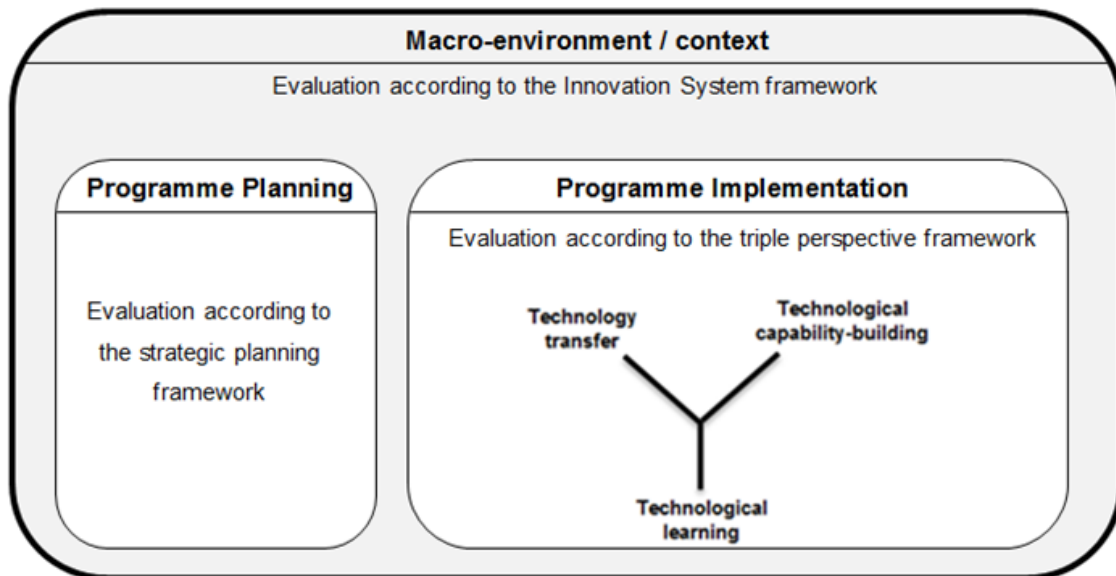 Macro-environment / context
Evaluation according to the Innovation System framework
Programme Planning
Evaluation according to
the strategic planning
framework
Programme Implementation
Evaluation according to the triple perspective framework
Technology
transfer
Technological
capability-building
Technological
learning